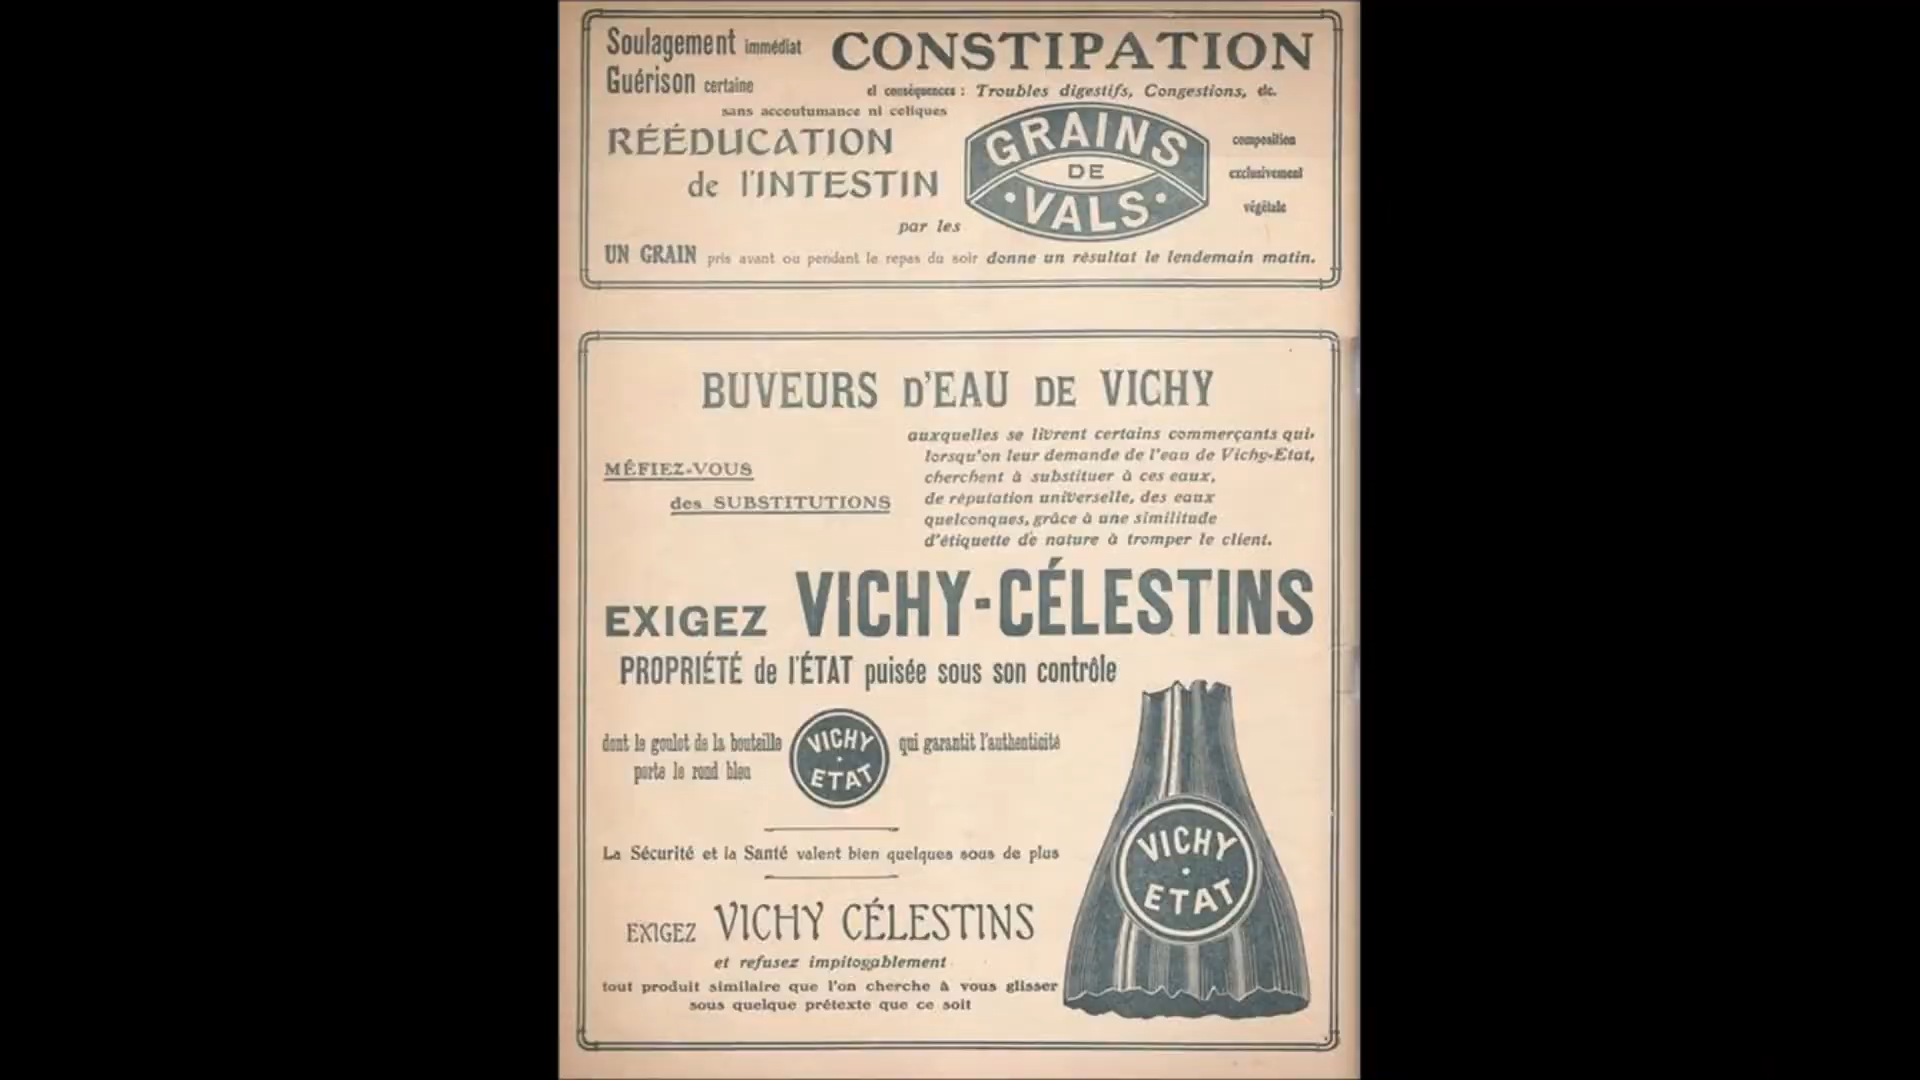 Soulagement immédiat
Guérison certaine
CONSTIPATION
et conséquences : Troubles digestifs, Congestions, etc.
sans accoutumance ni coliques
RÉÉDUCATION
de l'INTESTIN
par les
GRAINS
DE
·VALS·
composition
exclusivement
végétale
UN GRAIN pris avant ou pendant le repas du soir donne un résultat le lendemain matin.
BUVEURS D'EAU DE VICHY
MÉFIEZ-VOUS
des SUBSTITUTIONS
auxquelles se livrent certains commerçants qui,
lorsqu'on leur demande de l'eau de Vichy-Etat,
cherchent à substituer à ces eaux,
de réputation universelle, des eaux
quelconques, grâce à une similitude
d'étiquette de nature à tromper le client.
EXIGEZ VICHY-CÉLESTINS
PROPRIÉTÉ de l'ÉTAT puisée sous son contrôle
dont le goulot de la bouteille
porte le rond bleu
VICHY
·
ETAT
qui garantit l'authenticité
La Sécurité et la Santé valent bien quelques sous de plus
EXIGEZ VICHY CÉLESTINS
et refusez impitoyablement
tout produit similaire que l'on cherche à vous glisser
sous quelque prétexte que ce soit
VICHY
·
ETAT